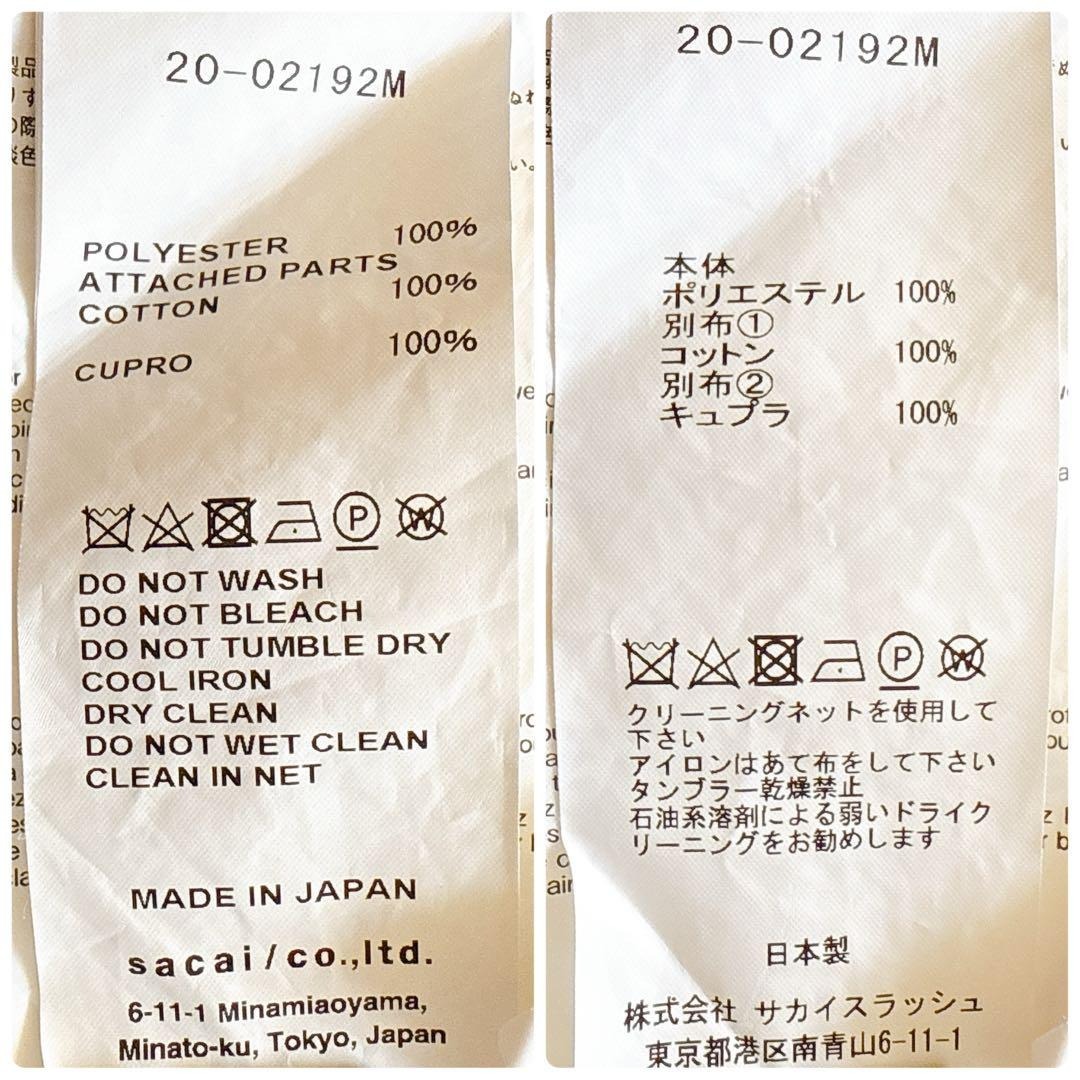 20-02192M
POLYESTER 100%
ATTACHED PARTS
COTTON 100%
CUPRO 100%
P
W
DO NOT WASH
DO NOT BLEACH
DO NOT TUMBLE DRY
COOL IRON
DRY CLEAN
DO NOT WET CLEAN
CLEAN IN NET
MADE IN JAPAN
sacai/co.,ltd.
6-11-1 Minamiaoyama,
Minato-ku, Tokyo, Japan
20-02192M
本体
ポリエステル 100%
別布①
コットン 100%
別布②
キュプラ 100%
P
W
クリーニングネットを使用して
下さい
アイロンはあて布をして下さい
タンブラー乾燥禁止
石油系溶剤による弱いドライク
リーニングをお勧めします
日本製
株式会社 サカイスラッシュ
東京都港区南青山6-11-1